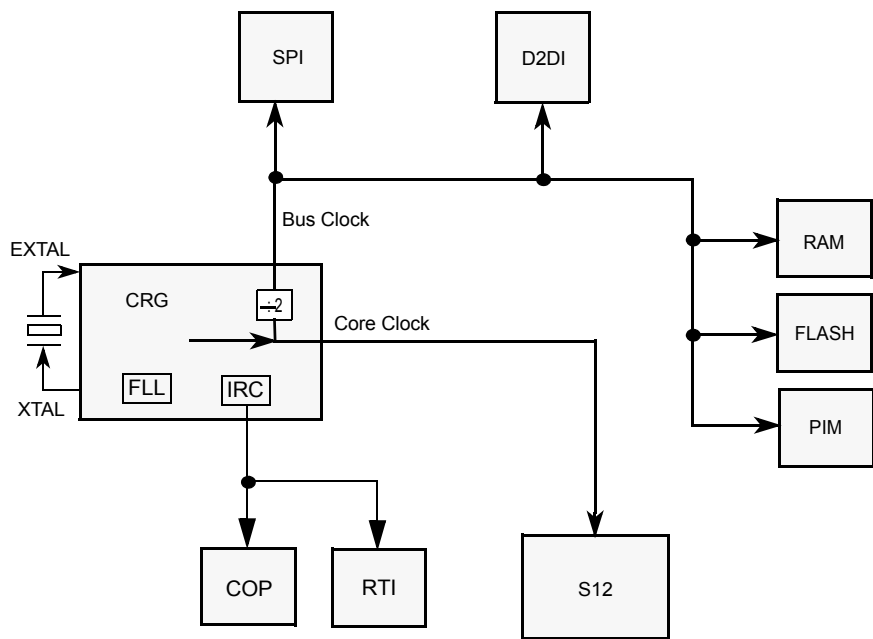 SPI
D2DI
Bus Clock
RAM
EXTAL
CRG
÷2
Core Clock
FLASH
FLL
IRC
XTAL
PIM
COP
RTI
S12